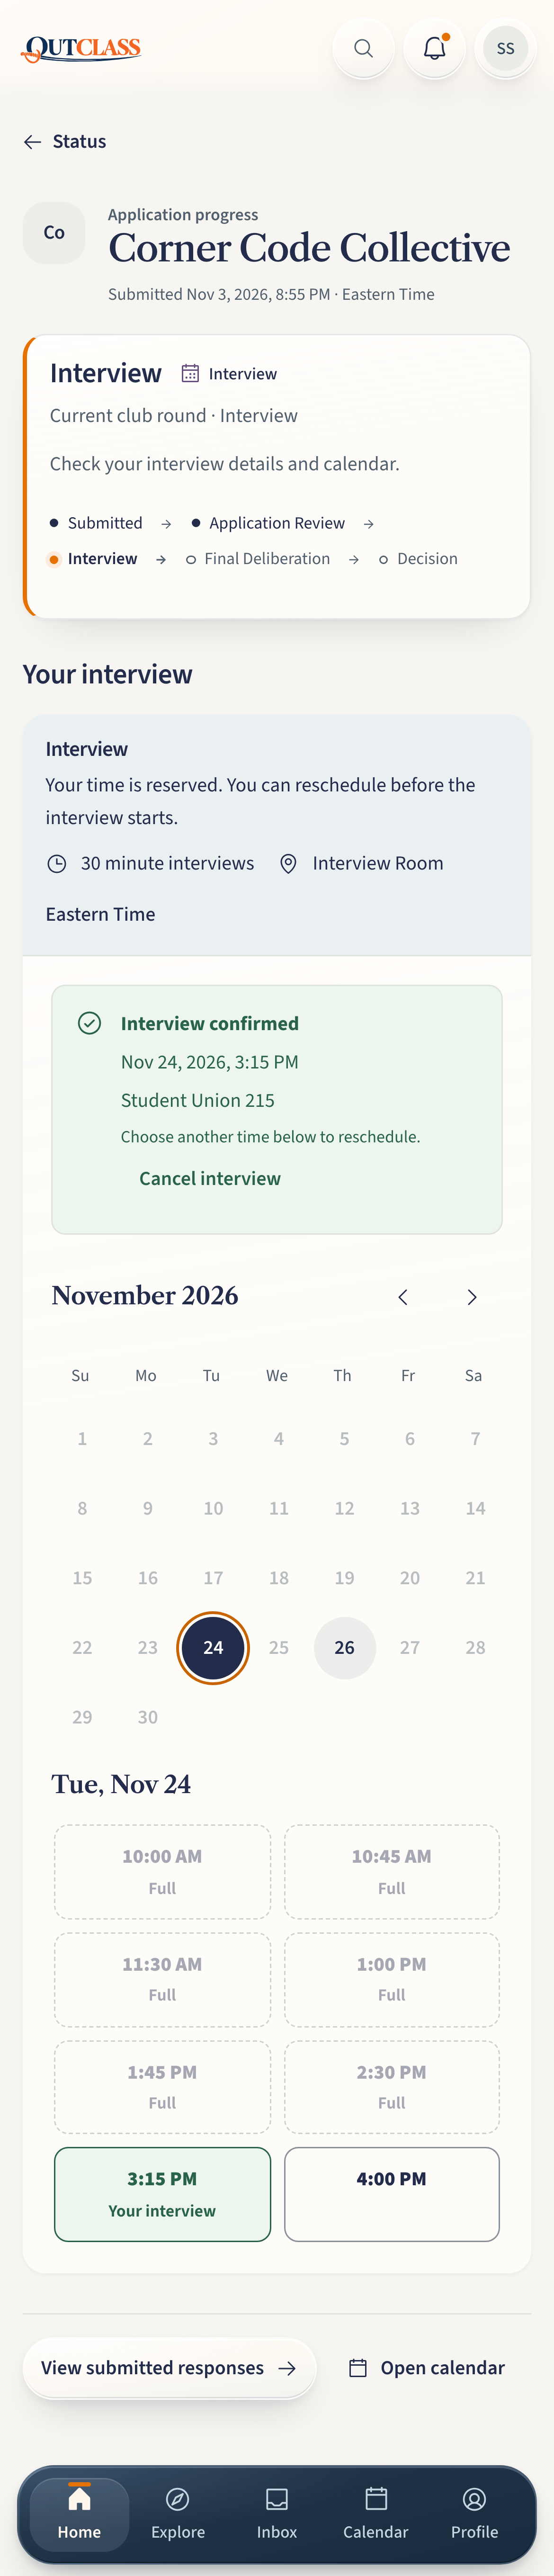 OUTCLASS
SS
Status
Co
Application progress
Corner Code Collective
Submitted Nov 3, 2026, 8:55 PM · Eastern Time
Interview
Interview
Current club round · Interview
Check your interview details and calendar.
Submitted → Application Review →
Interview → Final Deliberation → Decision
Your interview
Interview
Your time is reserved. You can reschedule before the
interview starts.
30 minute interviews Interview Room
Eastern Time
Interview confirmed
Nov 24, 2026, 3:15 PM
Student Union 215
Choose another time below to reschedule.
Cancel interview
November 2026
Su Mo Tu We Th Fr Sa
1 2 3 4 5 6 7
8 9 10 11 12 13 14
15 16 17 18 19 20 21
22 23 24 25 26 27 28
29 30
Tue, Nov 24
10:00 AM 10:45 AM
Full Full
11:30 AM 1:00 PM
Full Full
1:45 PM 2:30 PM
Full Full
3:15 PM 4:00 PM
Your interview
View submitted responses → Open calendar
Home Explore Inbox Calendar Profile